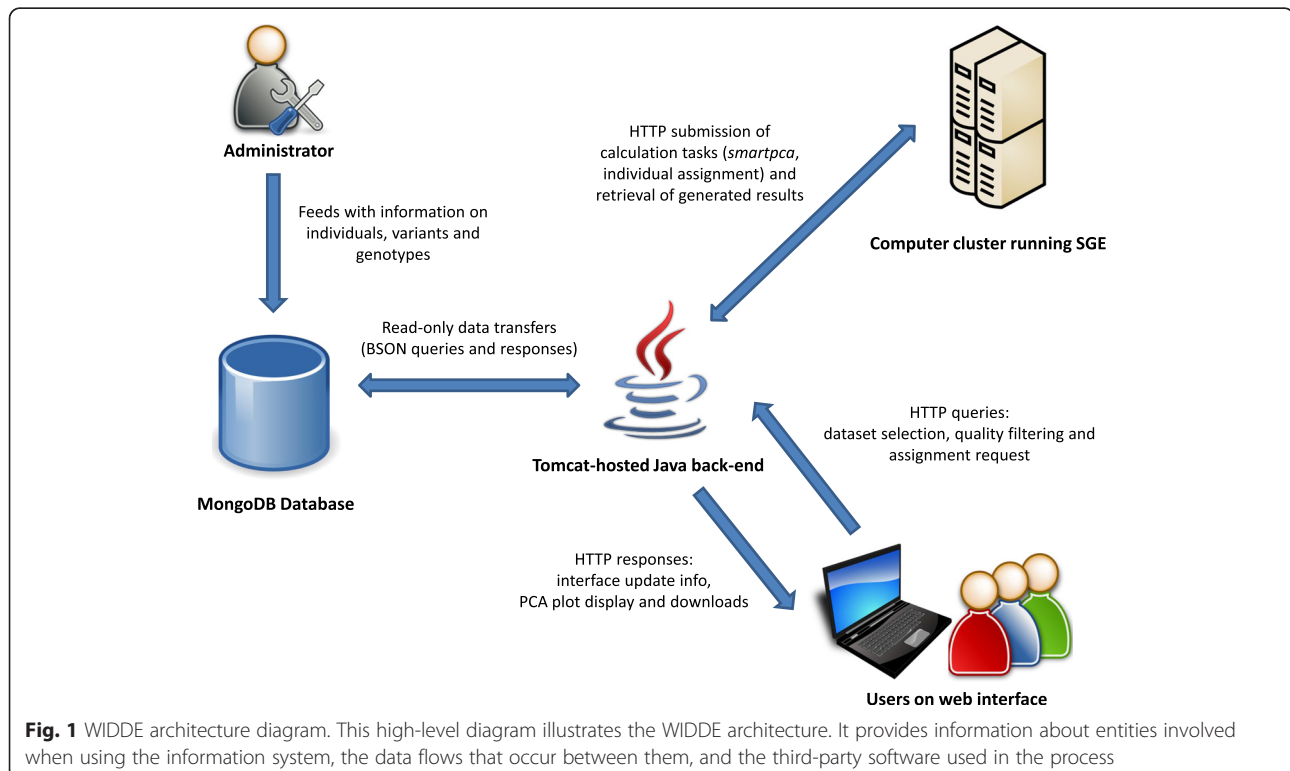 Administrator
Feeds with information on
individuals, variants and
genotypes
HTTP submission of
calculation tasks (smartpca,
individual assignment) and
retrieval of generated results
Computer cluster running SGE
Read-only data transfers
(BSON queries and responses)
MongoDB Database
Tomcat-hosted Java back-end
HTTP queries:
dataset selection, quality filtering and
assignment request
HTTP responses:
interface update info,
PCA plot display and downloads
Users on web interface
Fig. 1 WIDDE architecture diagram. This high-level diagram illustrates the WIDDE architecture. It provides information about entities involved
when using the information system, the data flows that occur between them, and the third-party software used in the process